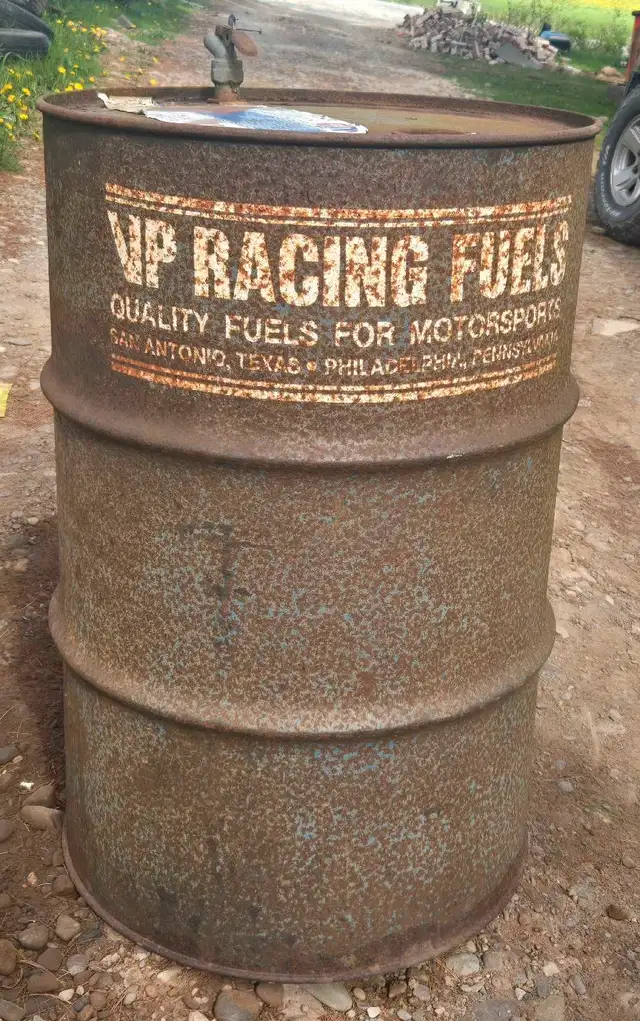 VP RACING FUELS
QUALITY FUELS FOR MOTORSPORTS
SAN ANTONIO, TEXAS • PHILADELPHIA, PENNSYLVANIA